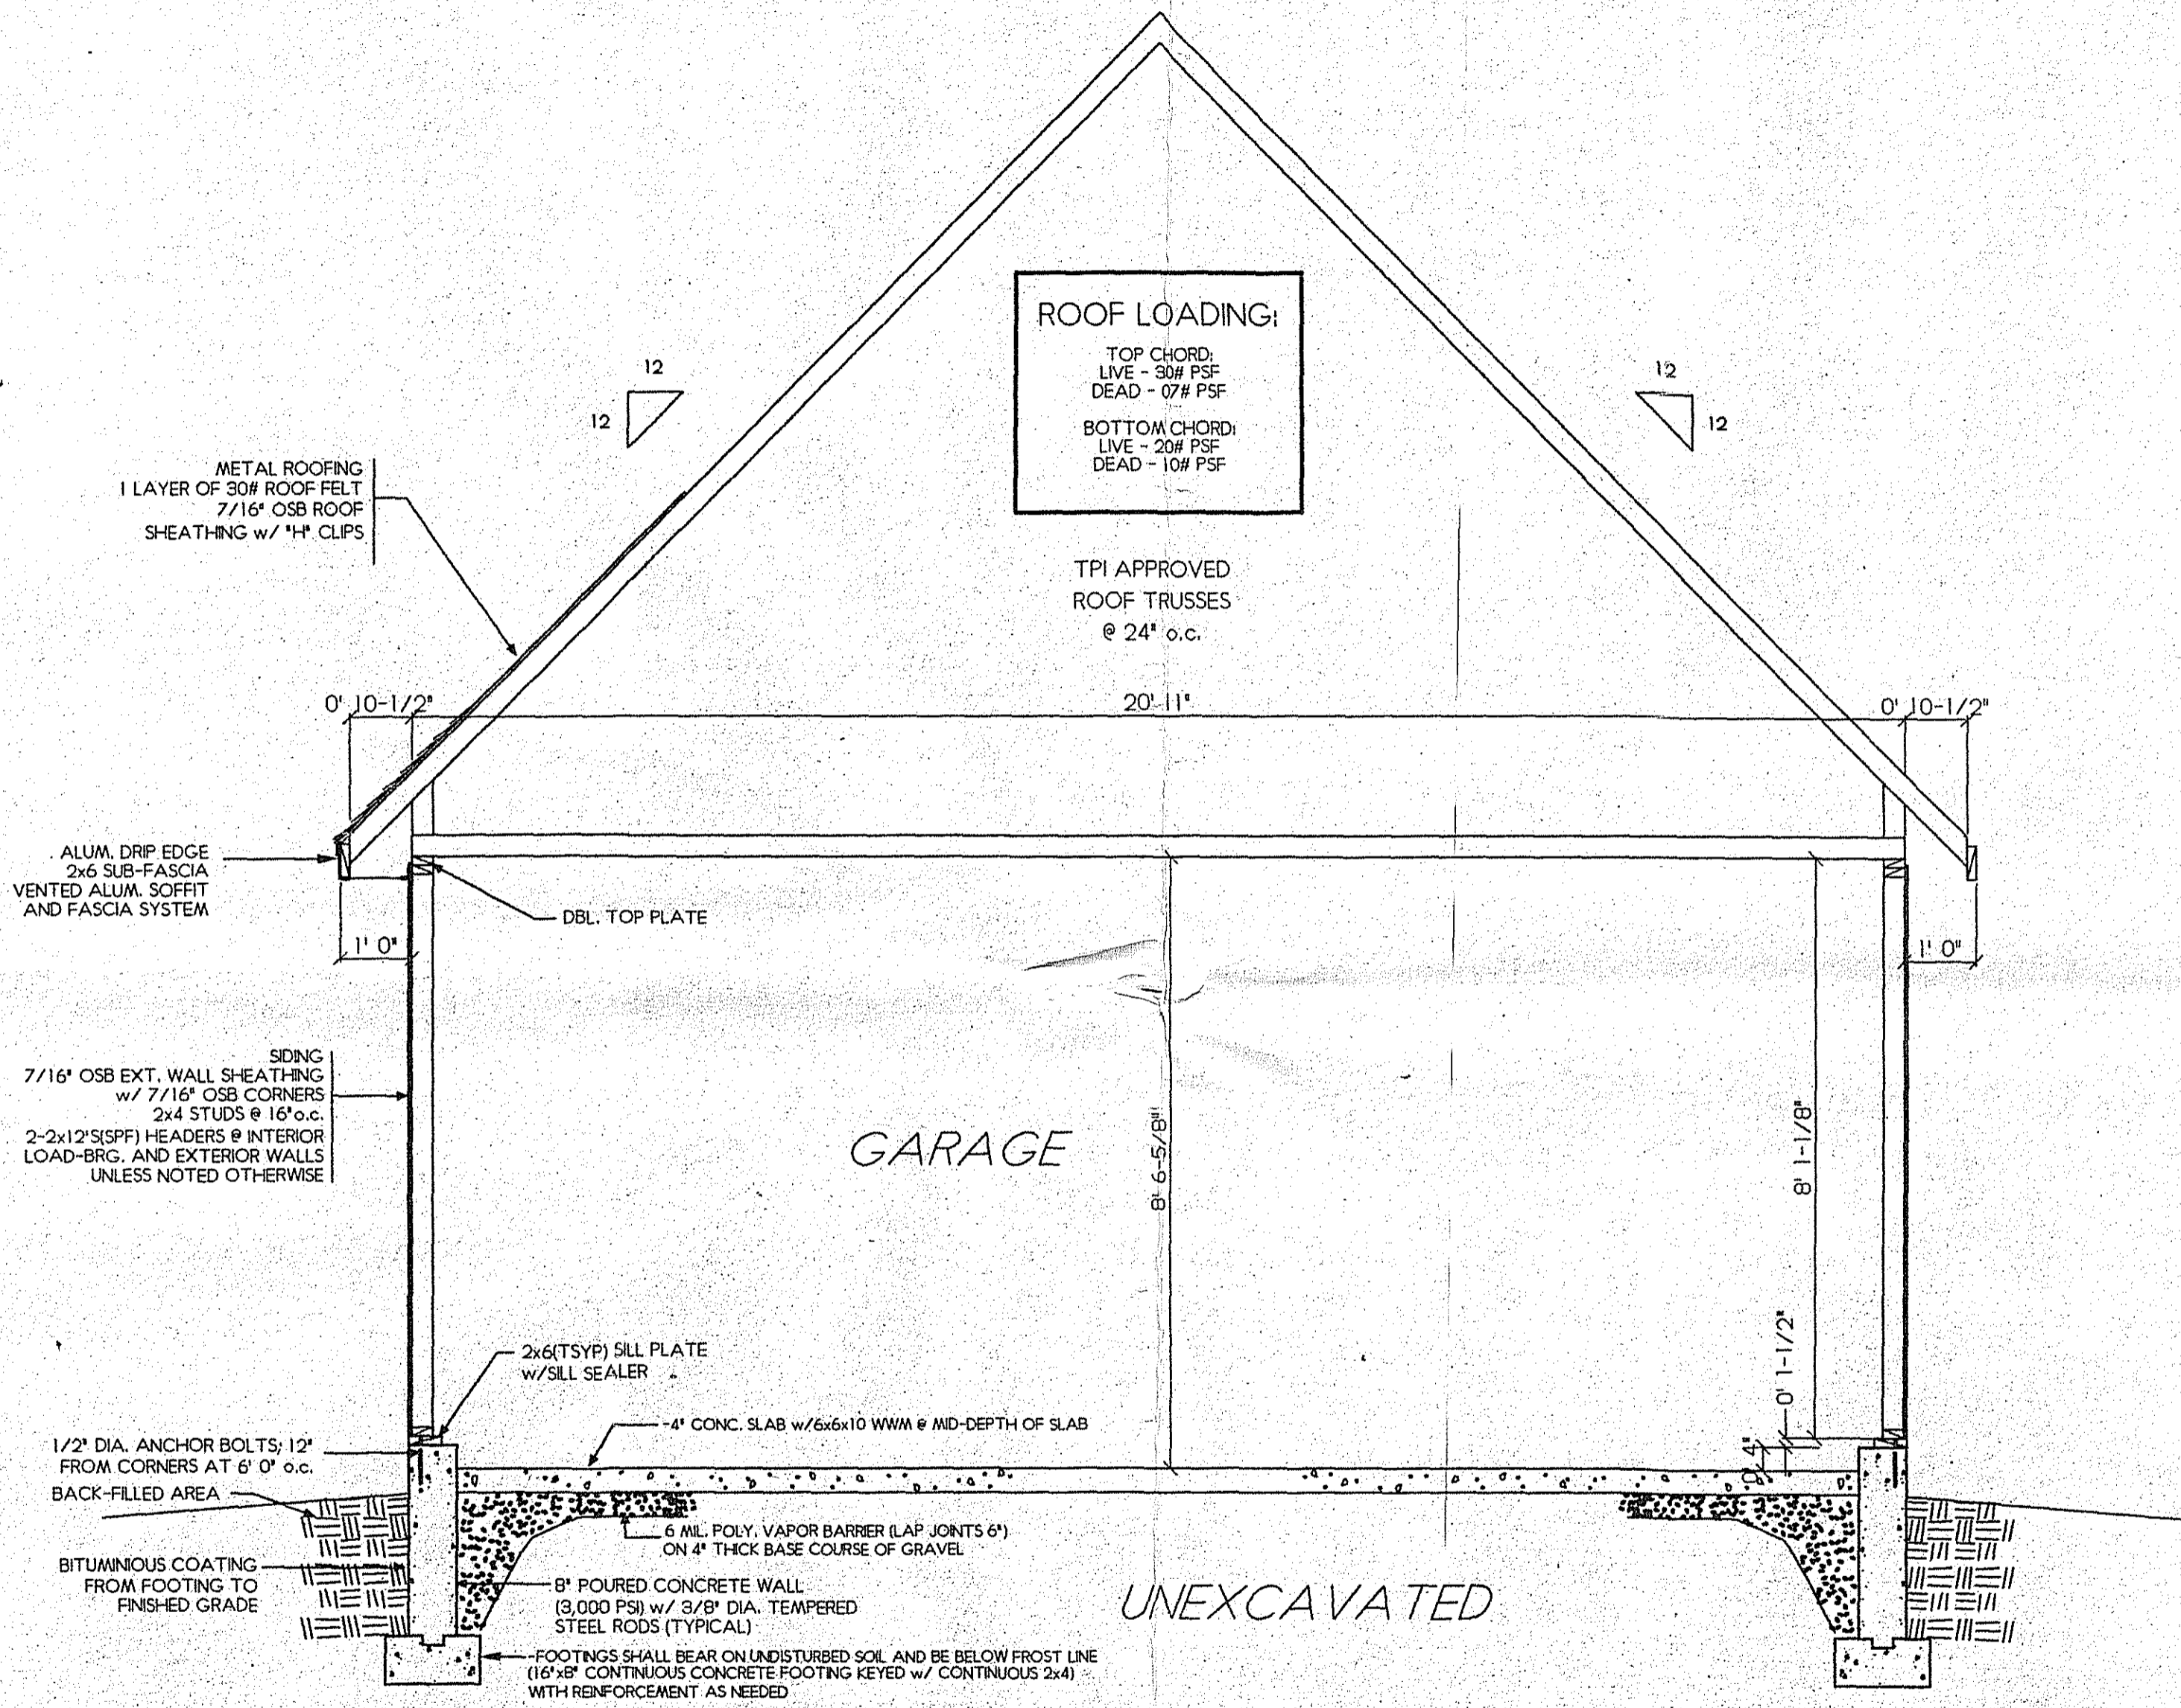 ROOF LOADING:
TOP CHORD:
LIVE - 30# PSF
DEAD - 07# PSF
BOTTOM CHORD:
LIVE - 20# PSF
DEAD - 10# PSF
12
12
12
12
METAL ROOFING
1 LAYER OF 30# ROOF FELT
7/16" OSB ROOF
SHEATHING w/ "H" CLIPS
TPI APPROVED
ROOF TRUSSES
@ 24" o.c.
0' 10-1/2"
20' 11"
0' 10-1/2"
ALUM. DRIP EDGE
2x6 SUB-FASCIA
VENTED ALUM. SOFFIT
AND FASCIA SYSTEM
DBL. TOP PLATE
1' 0"
1' 0"
SIDING
7/16" OSB EXT. WALL SHEATHING
w/ 7/16" OSB CORNERS
2x4 STUDS @ 16"o.c.
2-2x12'S(SPF) HEADERS @ INTERIOR
LOAD-BRG. AND EXTERIOR WALLS
UNLESS NOTED OTHERWISE
GARAGE
8' 6-5/8"
8' 1-1/8"
0' 1-1/2"
0' 4"
2x6(TSYP) SILL PLATE
w/SILL SEALER
-4" CONC. SLAB w/6x6x10 WWM @ MID-DEPTH OF SLAB
1/2" DIA. ANCHOR BOLTS; 12"
FROM CORNERS AT 6' 0" o.c.
BACK-FILLED AREA
6 MIL. POLY. VAPOR BARRIER (LAP JOINTS 6")
ON 4" THICK BASE COURSE OF GRAVEL
BITUMINIOUS COATING
FROM FOOTING TO
FINISHED GRADE
8" POURED CONCRETE WALL
(3,000 PSI) w/ 3/8" DIA. TEMPERED
STEEL RODS (TYPICAL)
UNEXCAVATED
-FOOTINGS SHALL BEAR ON UNDISTURBED SOIL AND BE BELOW FROST LINE
(16"x8" CONTINUOUS CONCRETE FOOTING KEYED w/ CONTINUOUS 2x4)
WITH REINFORCEMENT AS NEEDED